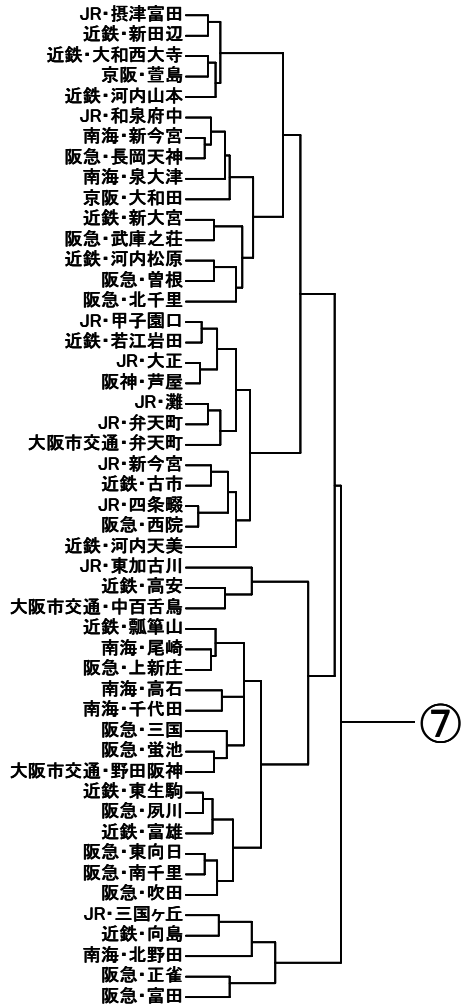 JR・摂津富田
近鉄・新田辺
近鉄・大和西大寺
京阪・萱島
近鉄・河内山本
JR・和泉府中
南海・新今宮
阪急・長岡天神
南海・泉大津
京阪・大和田
近鉄・新大宮
阪急・武庫之荘
近鉄・河内松原
阪急・曽根
阪急・北千里
JR・甲子園口
近鉄・若江岩田
JR・大正
阪神・芦屋
JR・灘
JR・弁天町
大阪市交通・弁天町
JR・新今宮
近鉄・古市
JR・四条畷
阪急・西院
近鉄・河内天美
JR・東加古川
近鉄・高安
大阪市交通・中百舌鳥
近鉄・瓢箪山
南海・尾崎
阪急・上新庄
南海・高石
南海・千代田
阪急・三国
阪急・蛍池
大阪市交通・野田阪神
近鉄・東生駒
阪急・夙川
近鉄・富雄
阪急・東向日
阪急・南千里
阪急・吹田
JR・三国ヶ丘
近鉄・向島
南海・北野田
阪急・正雀
阪急・富田
⑦